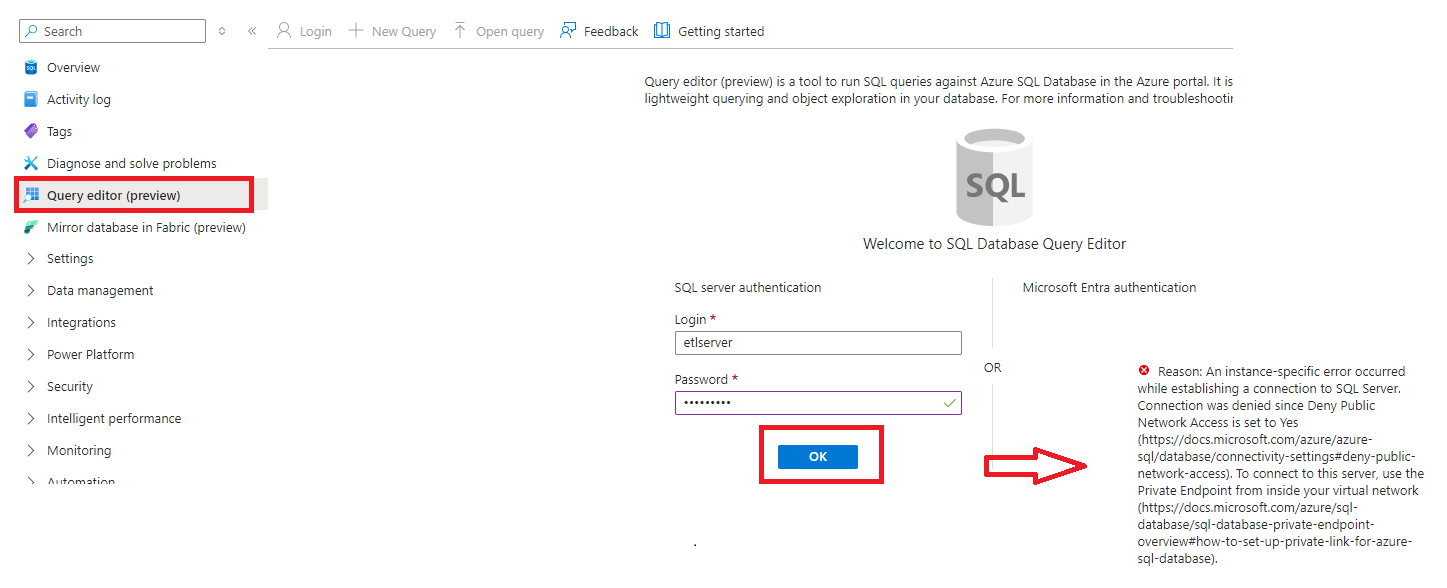 Search
Login
New Query
Open query
Feedback
Getting started
Overview
Activity log
Tags
Diagnose and solve problems
Query editor (preview)
Mirror database in Fabric (preview)
Settings
Data management
Integrations
Power Platform
Security
Intelligent performance
Monitoring
Automation
Query editor (preview) is a tool to run SQL queries against Azure SQL Database in the Azure portal. It is
lightweight querying and object exploration in your database. For more information and troubleshootin
SQL
Welcome to SQL Database Query Editor
SQL server authentication
Login *
etlserver
Password *
•••••••••
OK
OR
Microsoft Entra authentication
Reason: An instance-specific error occurred
while establishing a connection to SQL Server.
Connection was denied since Deny Public
Network Access is set to Yes
(https://docs.microsoft.com/azure/azure-
sql/database/connectivity-settings#deny-public-
network-access). To connect to this server, use the
Private Endpoint from inside your virtual network
(https://docs.microsoft.com/azure/sql-
database/sql-database-private-endpoint-
overview#how-to-set-up-private-link-for-azure-
sql-database).
.